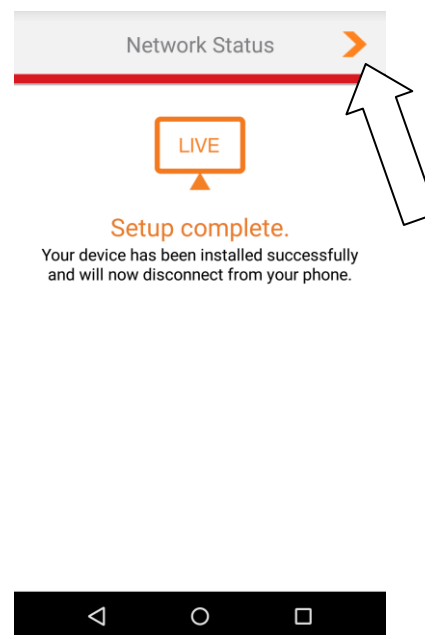 Network Status
LIVE
Setup complete.
Your device has been installed successfully
and will now disconnect from your phone.